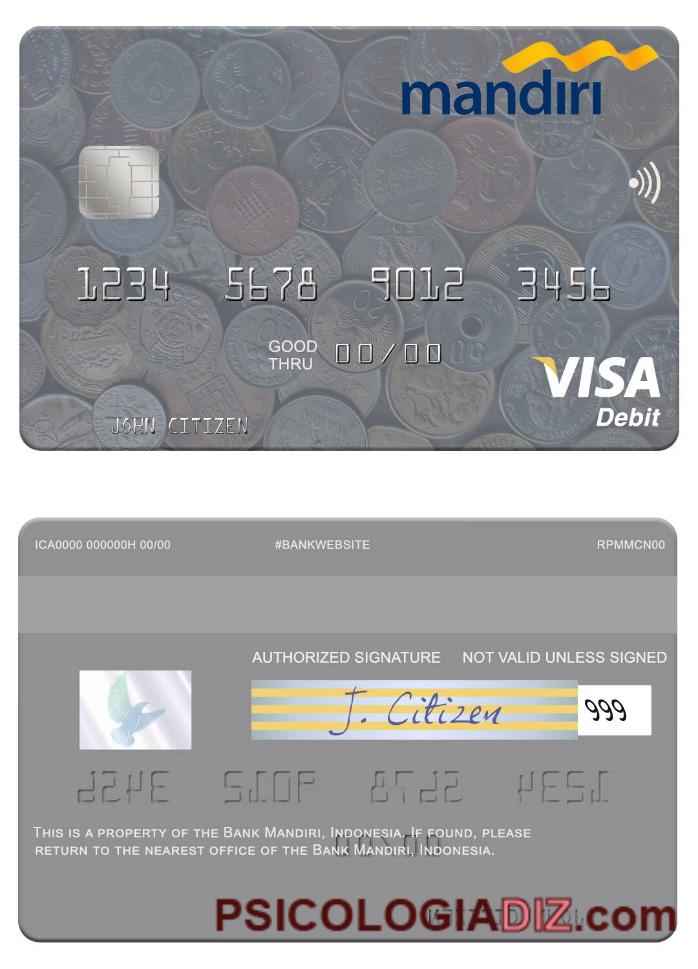 mandırı
1234 5678 9012 3456
GOOD THRU 00/00
VISA
Debit
JOHN CITIZEN
ICA0000 000000H 00/00 #BANKWEBSITE RPMMCN00
AUTHORIZED SIGNATURE NOT VALID UNLESS SIGNED
J. Citizen 999
THIS IS A PROPERTY OF THE BANK MANDIRI, INDONESIA. IF FOUND, PLEASE
RETURN TO THE NEAREST OFFICE OF THE BANK MANDIRI, INDONESIA.
PSICOLOGIADIZ.com